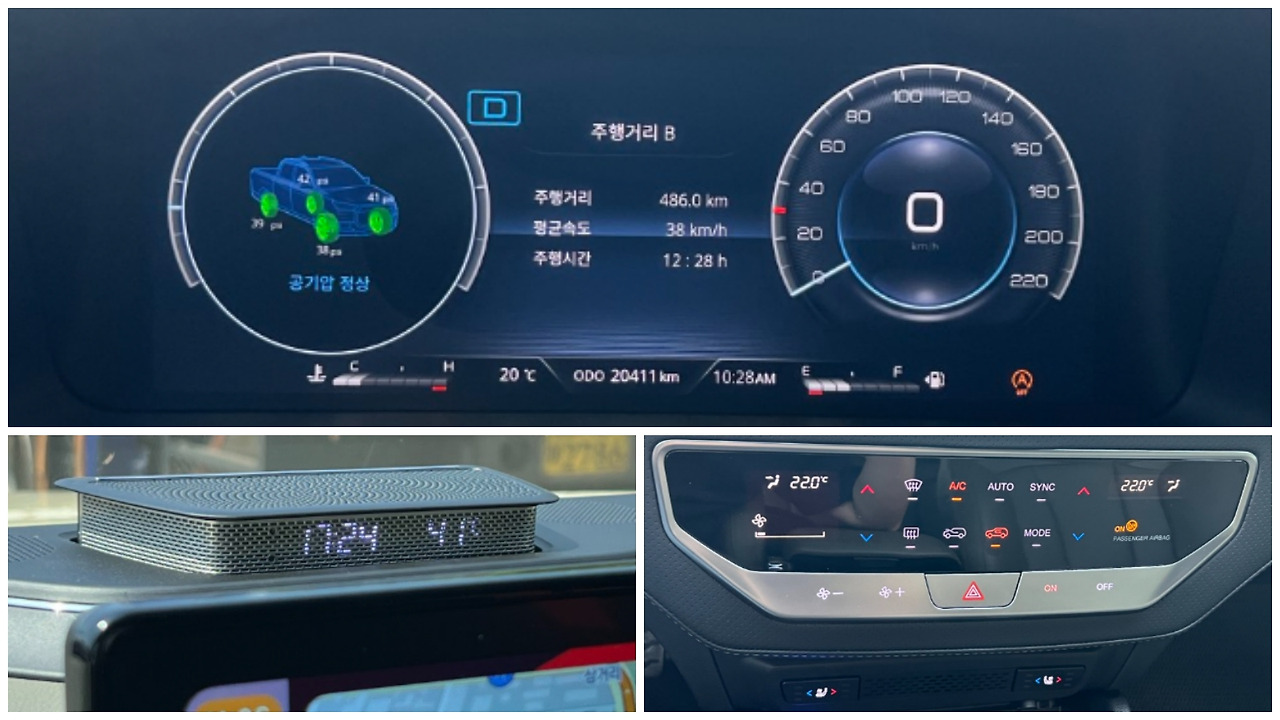 D
주행거리 B
주행거리 486.0 km
평균속도 38 km/h
주행시간 12 : 28 h
42 psi
41 psi
39 psi
38 psi
공기압 정상
0 20 40 60 80 100 120 140 160 180 200 220
0
km/h
C H
20 ℃
ODO 20411 km
10:28AM
E F
A
OFF
17:24 41°
삼거리
22.0℃ A/C AUTO SYNC 22.0℃
MODE
ON
PASSENGER AIRBAG
- + ON OFF